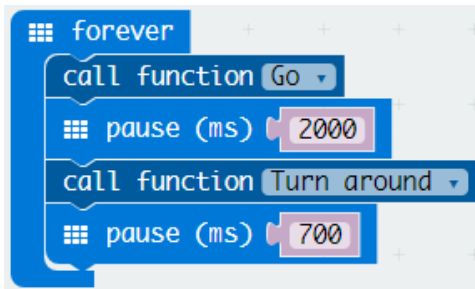 forever
call function Go
pause (ms) 2000
call function Turn around
pause (ms) 700